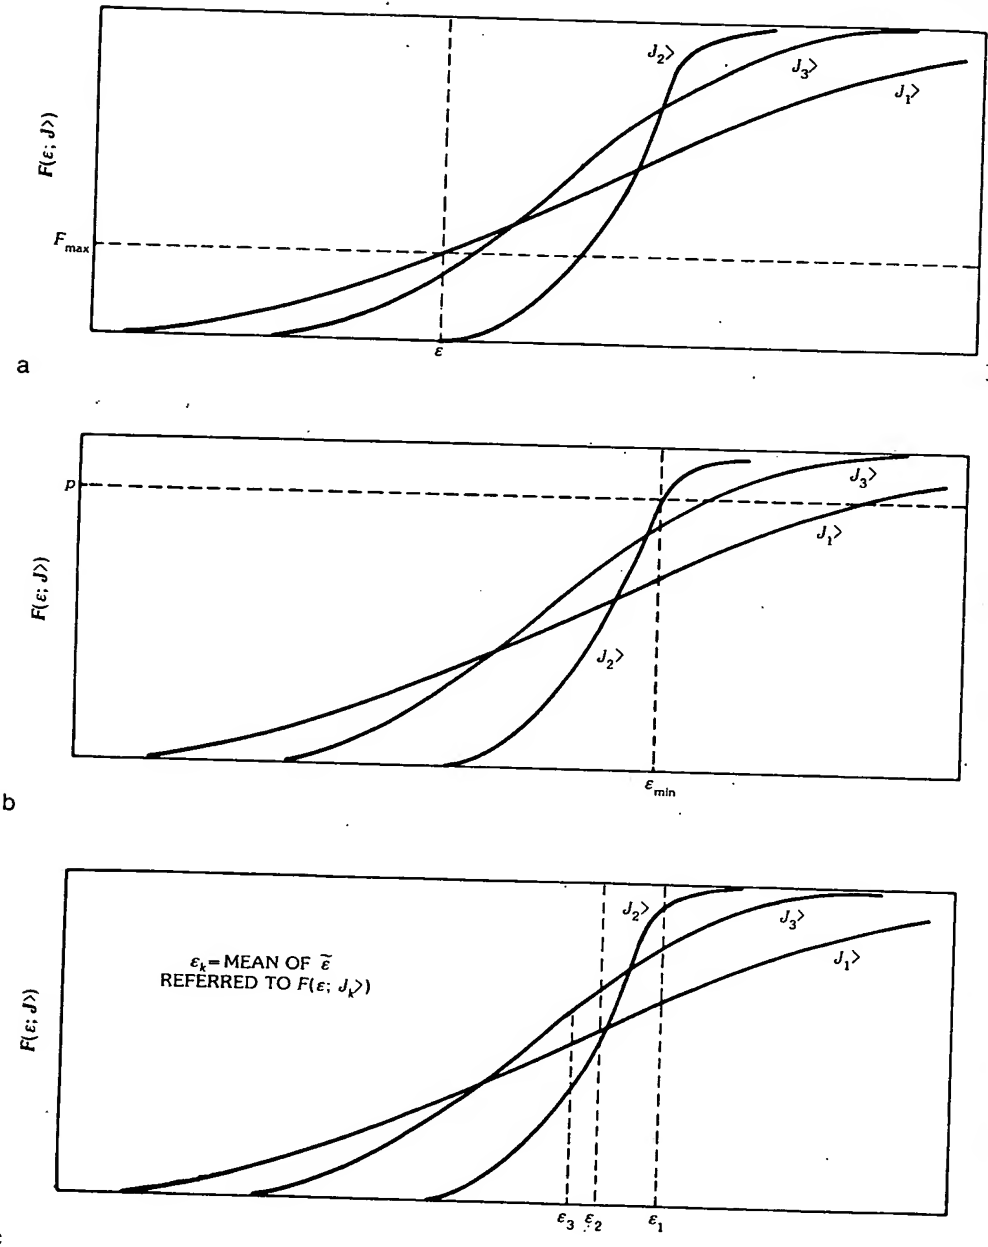 J₂⟩
J₃⟩
J₁⟩
F(ε; J⟩)
F_max
ε
a
p
J₃⟩
J₁⟩
F(ε; J⟩)
J₂⟩
ε_min
b
J₂⟩
J₃⟩
ε_k = MEAN OF ε̃
REFERRED TO F(ε; J_k⟩)
J₁⟩
F(ε; J⟩)
ε₃ ε₂ ε₁